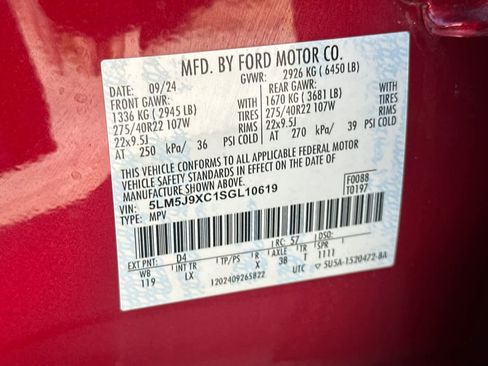 MFD. BY FORD MOTOR CO.
DATE: 09/24 GVWR: 2926 KG ( 6450 LB)
FRONT GAWR: REAR GAWR:
1336 KG ( 2945 LB) WITH 1670 KG ( 3681 LB) WITH
275/40R22 107W TIRES 275/40R22 107W TIRES
22x9.5J RIMS 22x9.5J RIMS
AT 250 kPa/ 36 PSI COLD AT 270 kPa/ 39 PSI COLD
THIS VEHICLE CONFORMS TO ALL APPLICABLE FEDERAL MOTOR
VEHICLE SAFETY STANDARDS IN EFFECT ON THE DATE OF
MANUFACTURE SHOWN ABOVE.
VIN: 5LM5J9XC1SGL10619 F0088
TYPE: MPV T0197
EXT PNT: D4 RC: 57 DSO:
WB INT TR TP/PS R AXLE TR SPR
119 LX X 38 T 1111
1202409265822 UTC 5U5A-1520472-BA